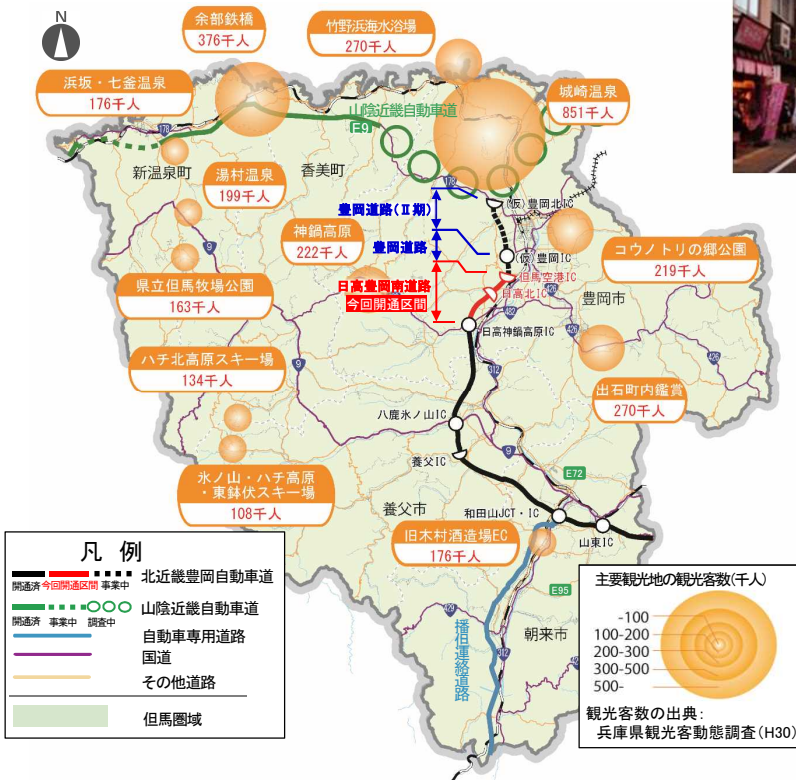 N
余部鉄橋
376千人
竹野浜海水浴場
270千人
浜坂・七釜温泉
176千人
城崎温泉
851千人
山陰近畿自動車道
E9
178
新温泉町
香美町
湯村温泉
199千人
178
豊岡道路(Ⅱ期)
(仮)豊岡北IC
神鍋高原
222千人
豊岡道路
(仮)豊岡IC
コウノトリの郷公園
219千人
9
県立但馬牧場公園
163千人
日高豊岡南道路
今回開通区間
但馬空港IC
日高北IC
426
豊岡市
482
日高神鍋高原IC
426
426
ハチ北高原スキー場
134千人
9
312
出石町内鑑賞
270千人
八鹿氷ノ山IC
9
養父IC
E72
氷ノ山・ハチ高原
・東鉢伏スキー場
108千人
養父市
和田山JCT・IC
山東IC
旧木村酒造場EC
176千人
E95
429
播但連絡道路
朝来市
312
凡 例
北近畿豊岡自動車道
開通済 今回開通区間 事業中
山陰近畿自動車道
開通済 事業中 調査中
自動車専用道路
国道
その他道路
但馬圏域
主要観光地の観光客数(千人)
-100
100-200
200-300
300-500
500-
観光客数の出典:
兵庫県観光客動態調査(H30)